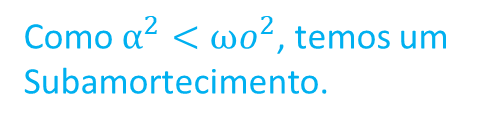 Como α² < ωo², temos um
Subamortecimento.